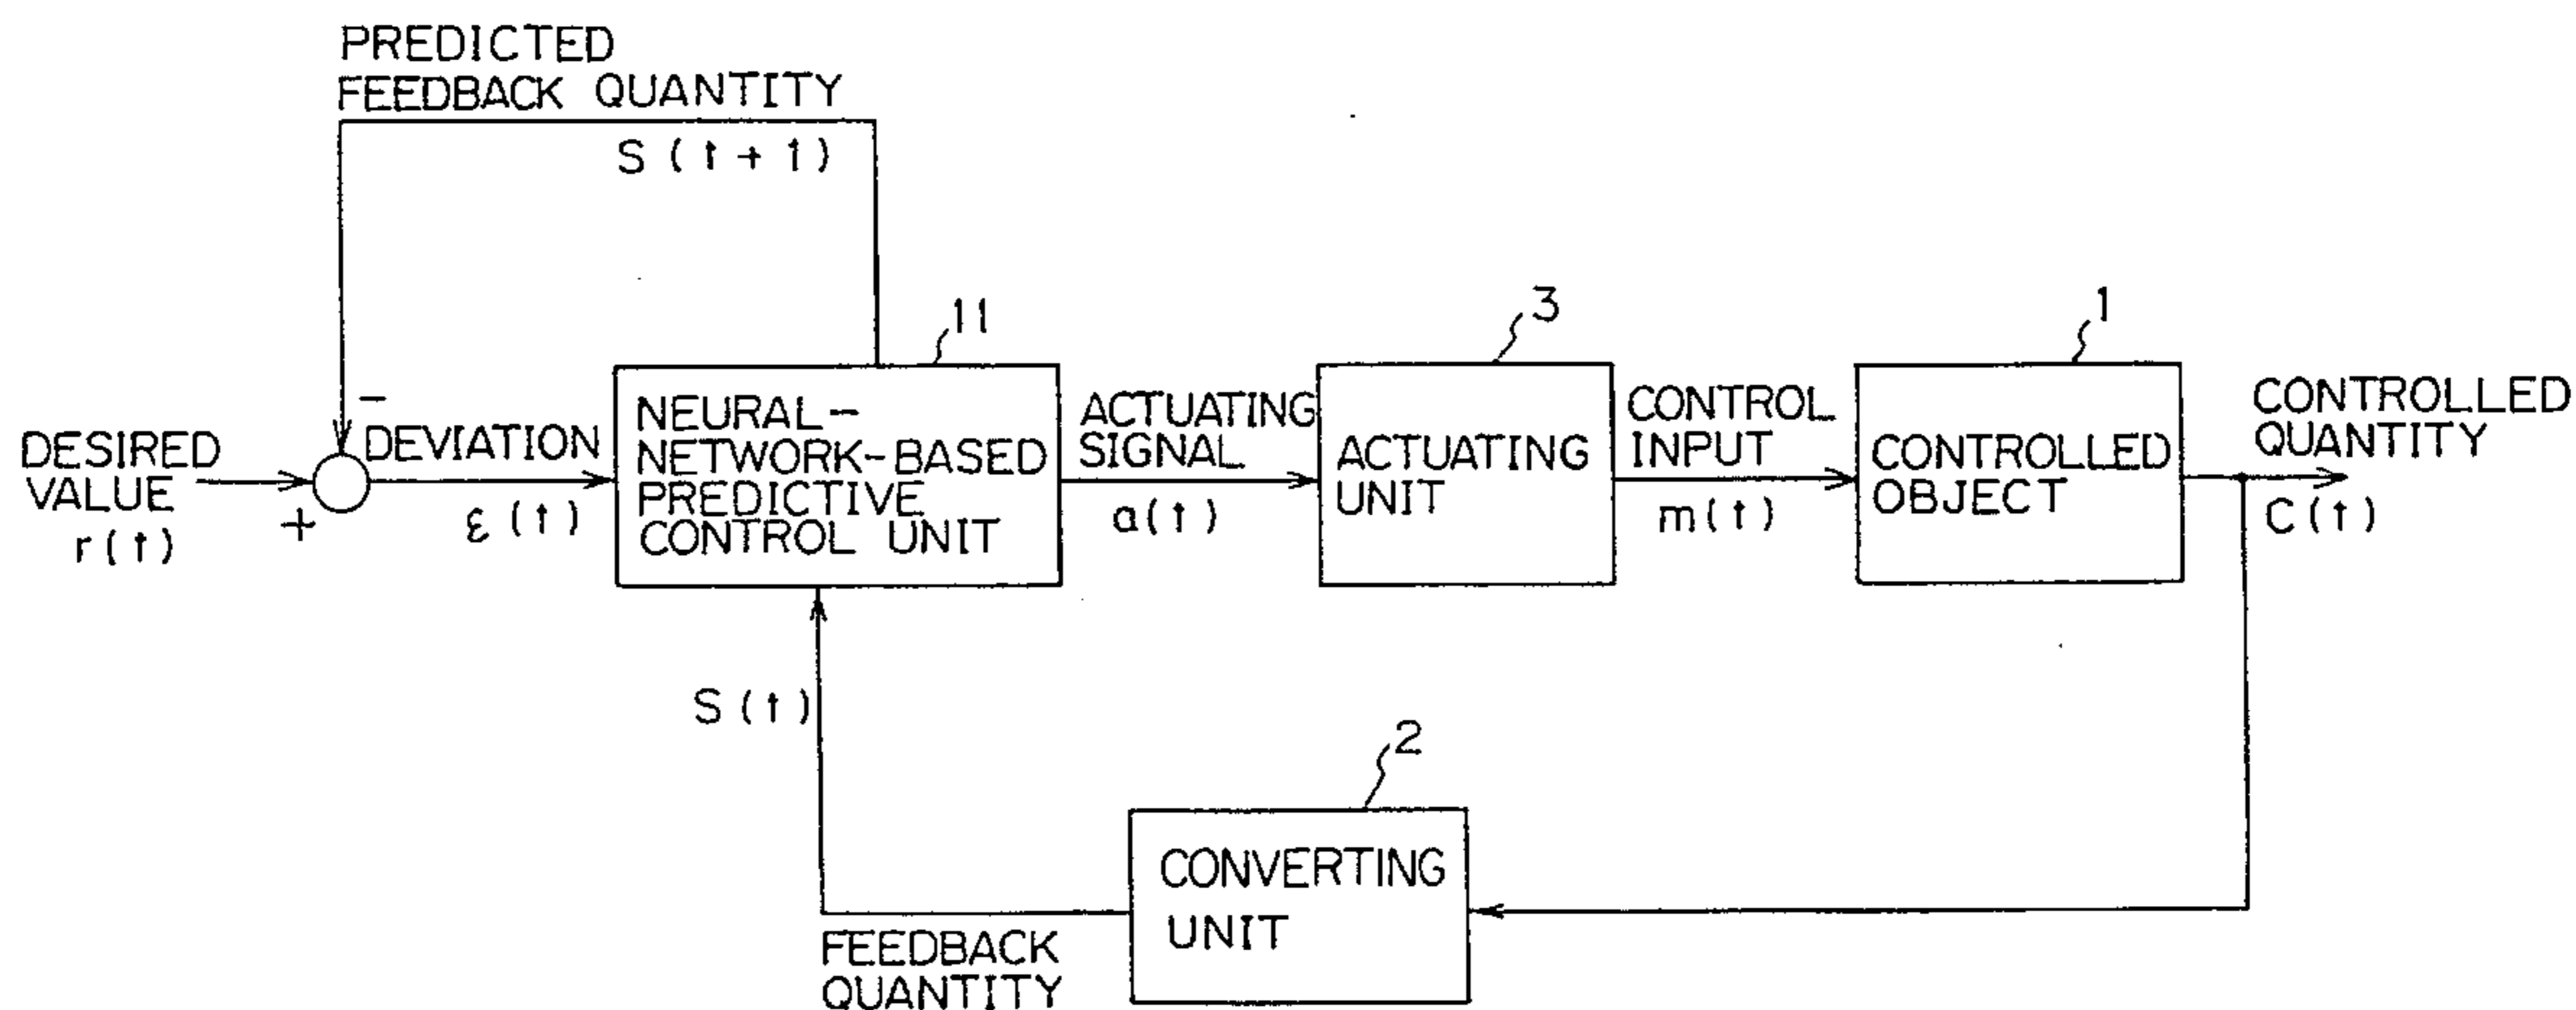 PREDICTED
FEEDBACK QUANTITY
S (t + 1)
11
3
1
DESIRED
VALUE
r(t)
+
-
DEVIATION
ε(t)
NEURAL-
NETWORK-BASED
PREDICTIVE
CONTROL UNIT
ACTUATING
SIGNAL
a(t)
ACTUATING
UNIT
CONTROL
INPUT
m(t)
CONTROLLED
OBJECT
CONTROLLED
QUANTITY
C(t)
S (t)
2
CONVERTING
UNIT
FEEDBACK
QUANTITY